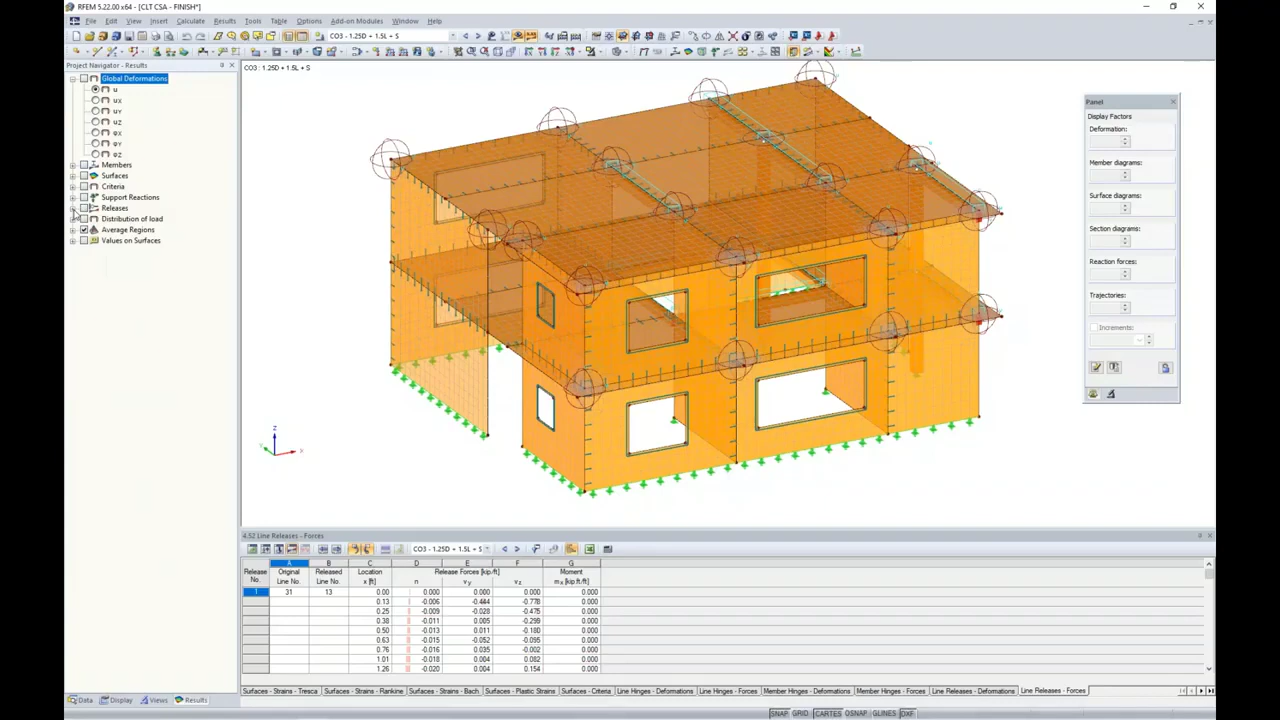 RFEM 5.22.00 x64 - [CLT CSA - FINISH*]
File Edit View Insert Calculate Results Tools Table Options Add-on Modules Window Help
CO3 - 1.25D + 1.5L + S
Project Navigator - Results
CO3 : 1.25D + 1.5L + S
Global Deformations
u
uX
uY
uZ
φX
φY
φZ
Members
Surfaces
Criteria
Support Reactions
Releases
Distribution of load
Average Regions
Values on Surfaces
Z
Y
X
Panel
Display Factors
Deformation:
Member diagrams:
Surface diagrams:
Section diagrams:
Reaction forces:
Trajectories:
Increments:
4.52 Line Releases - Forces
CO3 - 1.25D + 1.5L + S
A B C D E F G
Release Original Released Location Release Forces [kip/ft] Moment
No. Line No. Line No. x [ft] n vy vz mx [kip.ft/ft]
1 31 13 0.00 0.000 0.000 0.000 0.000
0.13 -0.006 -0.444 -0.778 0.000
0.25 -0.009 -0.028 -0.475 0.000
0.38 -0.011 0.005 -0.299 0.000
0.50 -0.013 0.011 -0.180 0.000
0.63 -0.015 -0.052 -0.095 0.000
0.76 -0.016 0.035 -0.002 0.000
1.01 -0.018 0.004 0.082 0.000
1.26 -0.020 0.004 0.154 0.000
Data Display Views Results
Surfaces - Strains - Tresca Surfaces - Strains - Rankine Surfaces - Strains - Bach Surfaces - Plastic Strains Surfaces - Criteria Line Hinges - Deformations Line Hinges - Forces Member Hinges - Deformations Member Hinges - Forces Line Releases - Deformations Line Releases - Forces
SNAP GRID CARTES OSNAP GLINES DXF